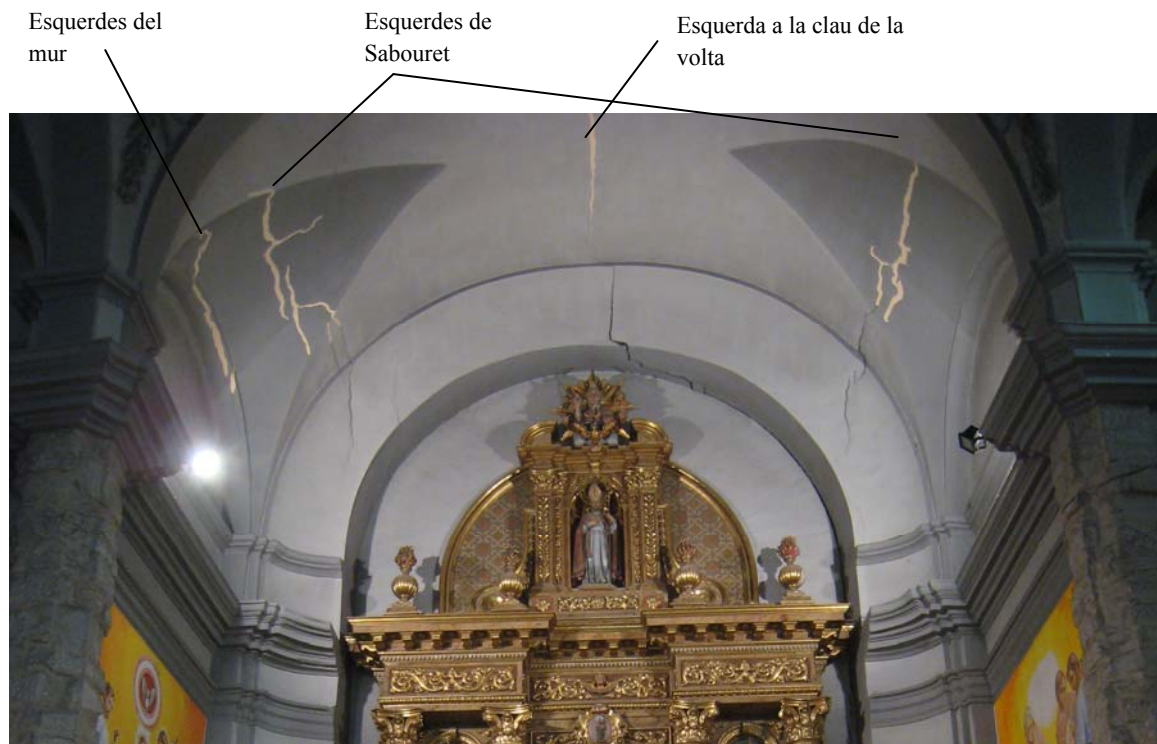 Esquerdes del
mur
Esquerdes de
Sabouret
Esquerda a la clau de la
volta